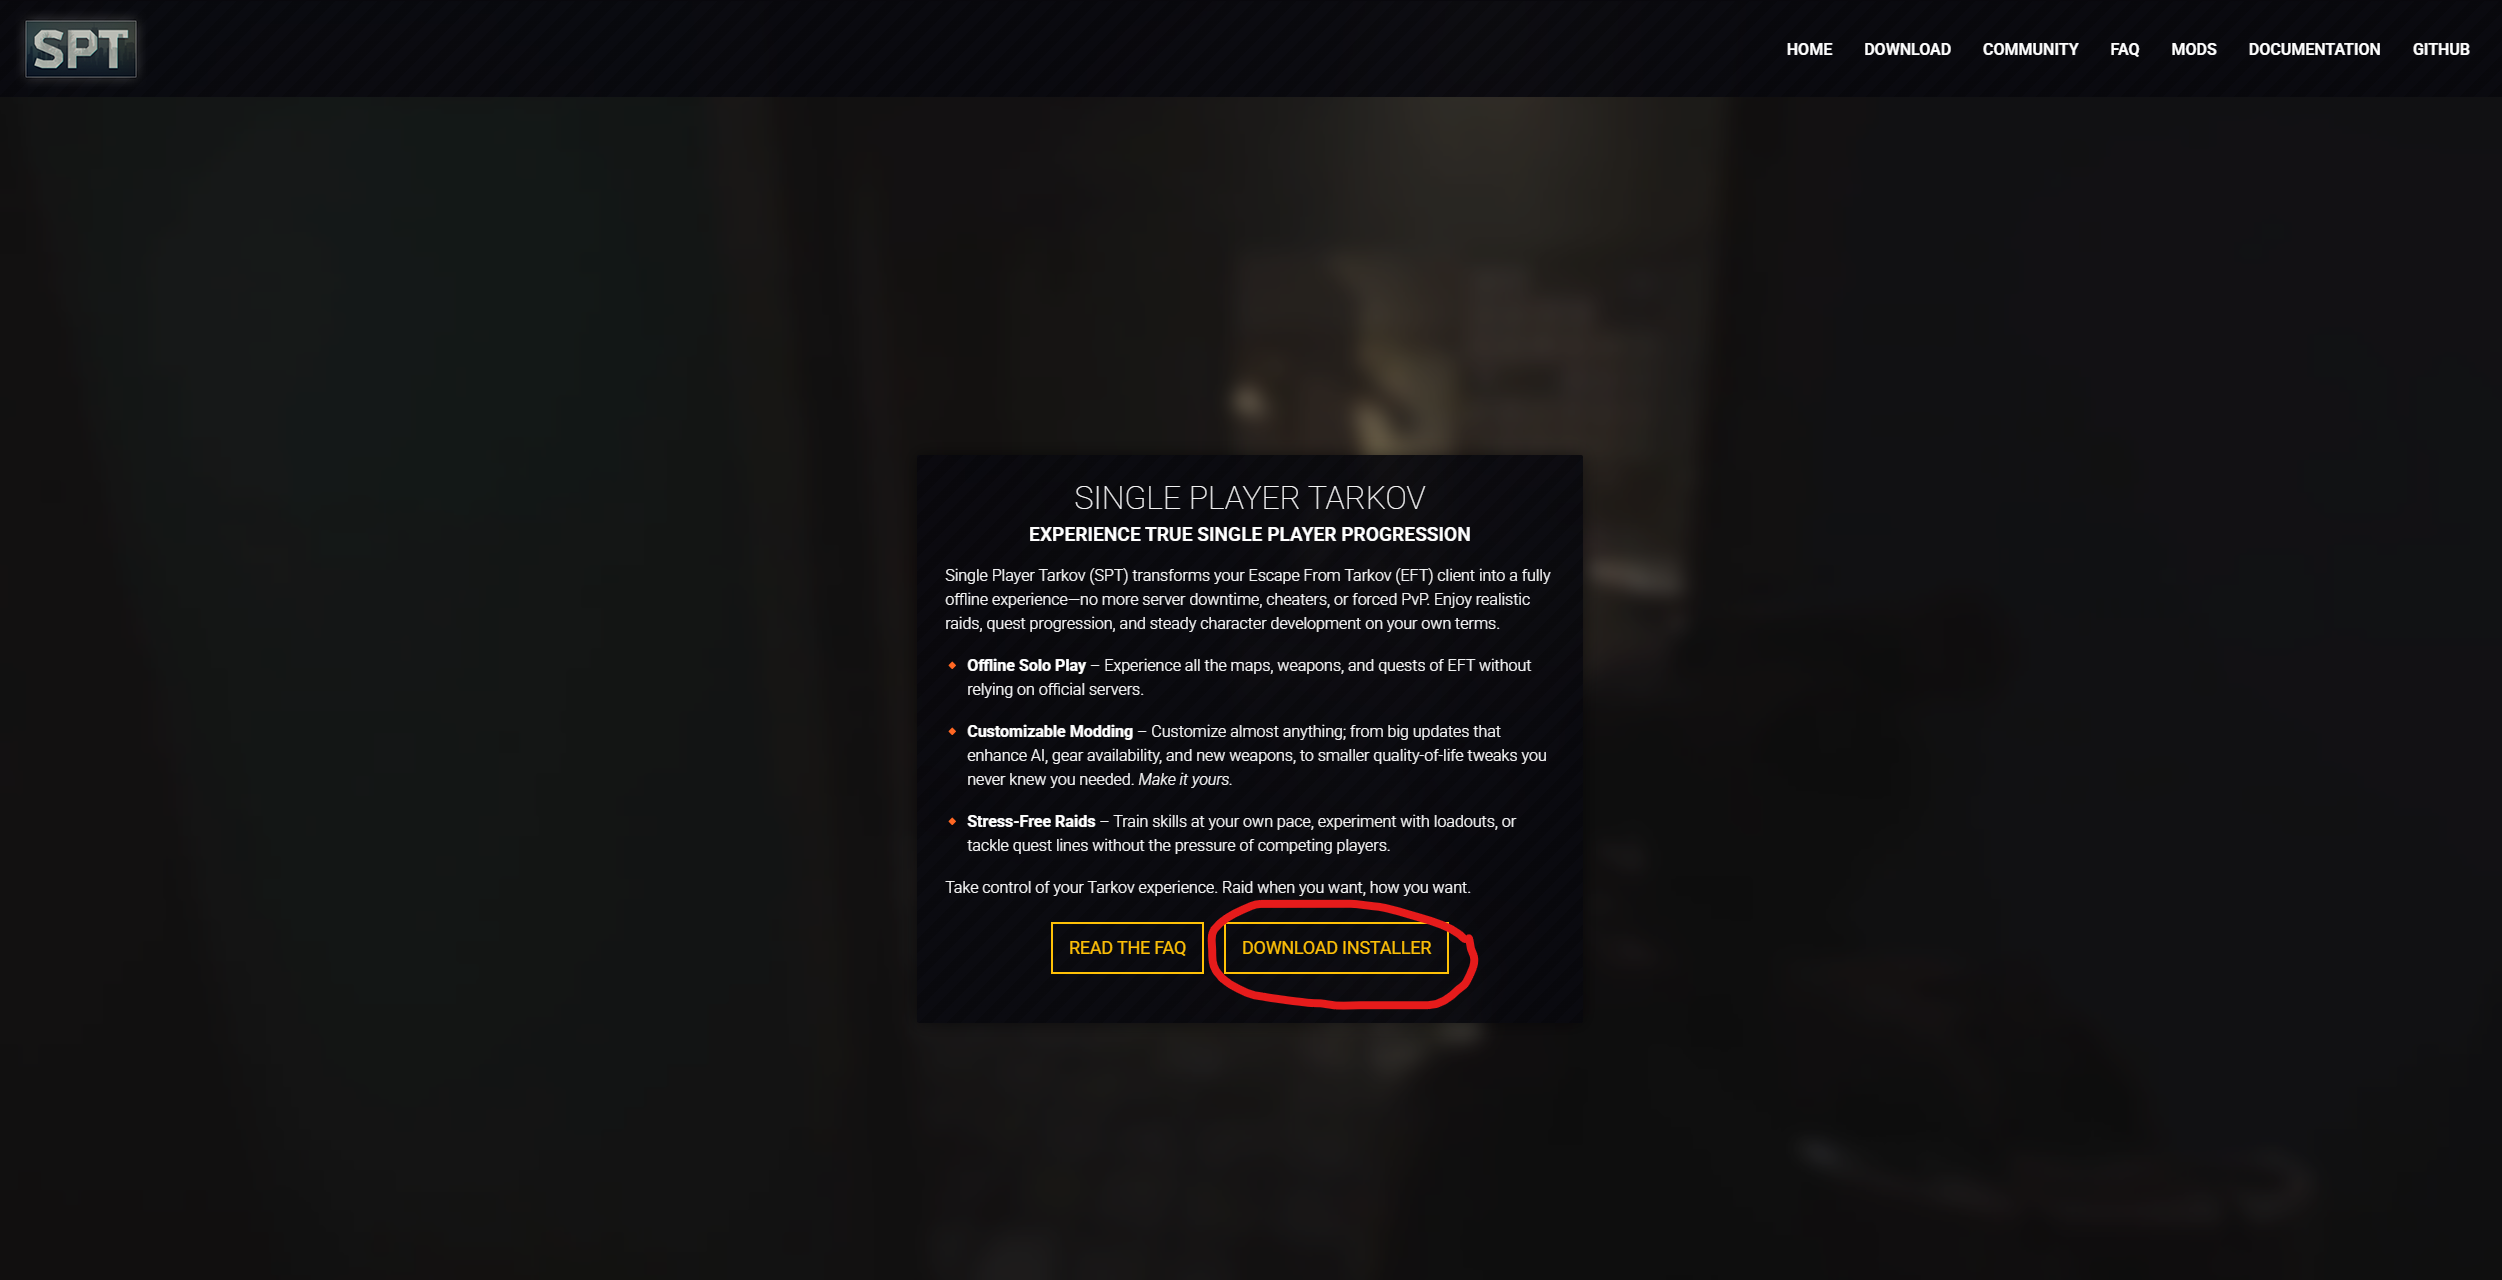 SPT
HOME DOWNLOAD COMMUNITY FAQ MODS DOCUMENTATION GITHUB
SINGLE PLAYER TARKOV
EXPERIENCE TRUE SINGLE PLAYER PROGRESSION
Single Player Tarkov (SPT) transforms your Escape From Tarkov (EFT) client into a fully
offline experience—no more server downtime, cheaters, or forced PvP. Enjoy realistic
raids, quest progression, and steady character development on your own terms.
Offline Solo Play – Experience all the maps, weapons, and quests of EFT without
relying on official servers.
Customizable Modding – Customize almost anything; from big updates that
enhance AI, gear availability, and new weapons, to smaller quality-of-life tweaks you
never knew you needed. Make it yours.
Stress-Free Raids – Train skills at your own pace, experiment with loadouts, or
tackle quest lines without the pressure of competing players.
Take control of your Tarkov experience. Raid when you want, how you want.
READ THE FAQ DOWNLOAD INSTALLER